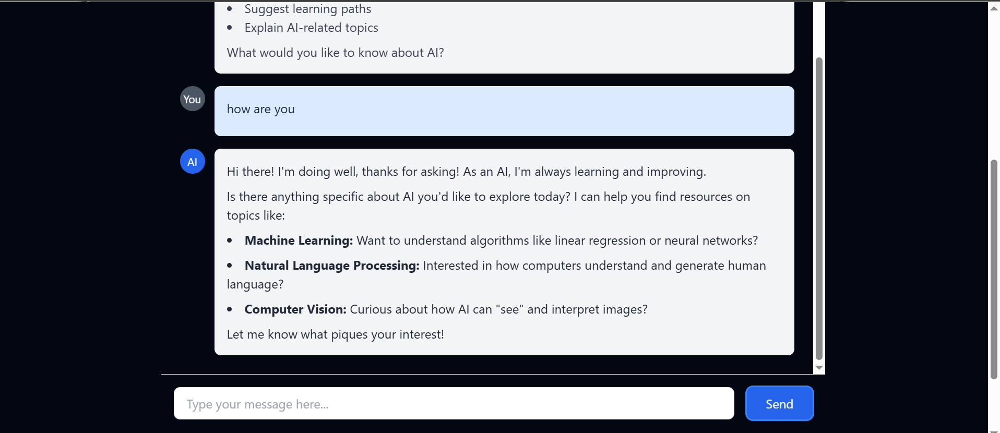 • Suggest learning paths
• Explain AI-related topics
What would you like to know about AI?
You
how are you
AI
Hi there! I'm doing well, thanks for asking! As an AI, I'm always learning and improving.
Is there anything specific about AI you'd like to explore today? I can help you find resources on
topics like:
• Machine Learning: Want to understand algorithms like linear regression or neural networks?
• Natural Language Processing: Interested in how computers understand and generate human
language?
• Computer Vision: Curious about how AI can "see" and interpret images?
Let me know what piques your interest!
Type your message here...
Send